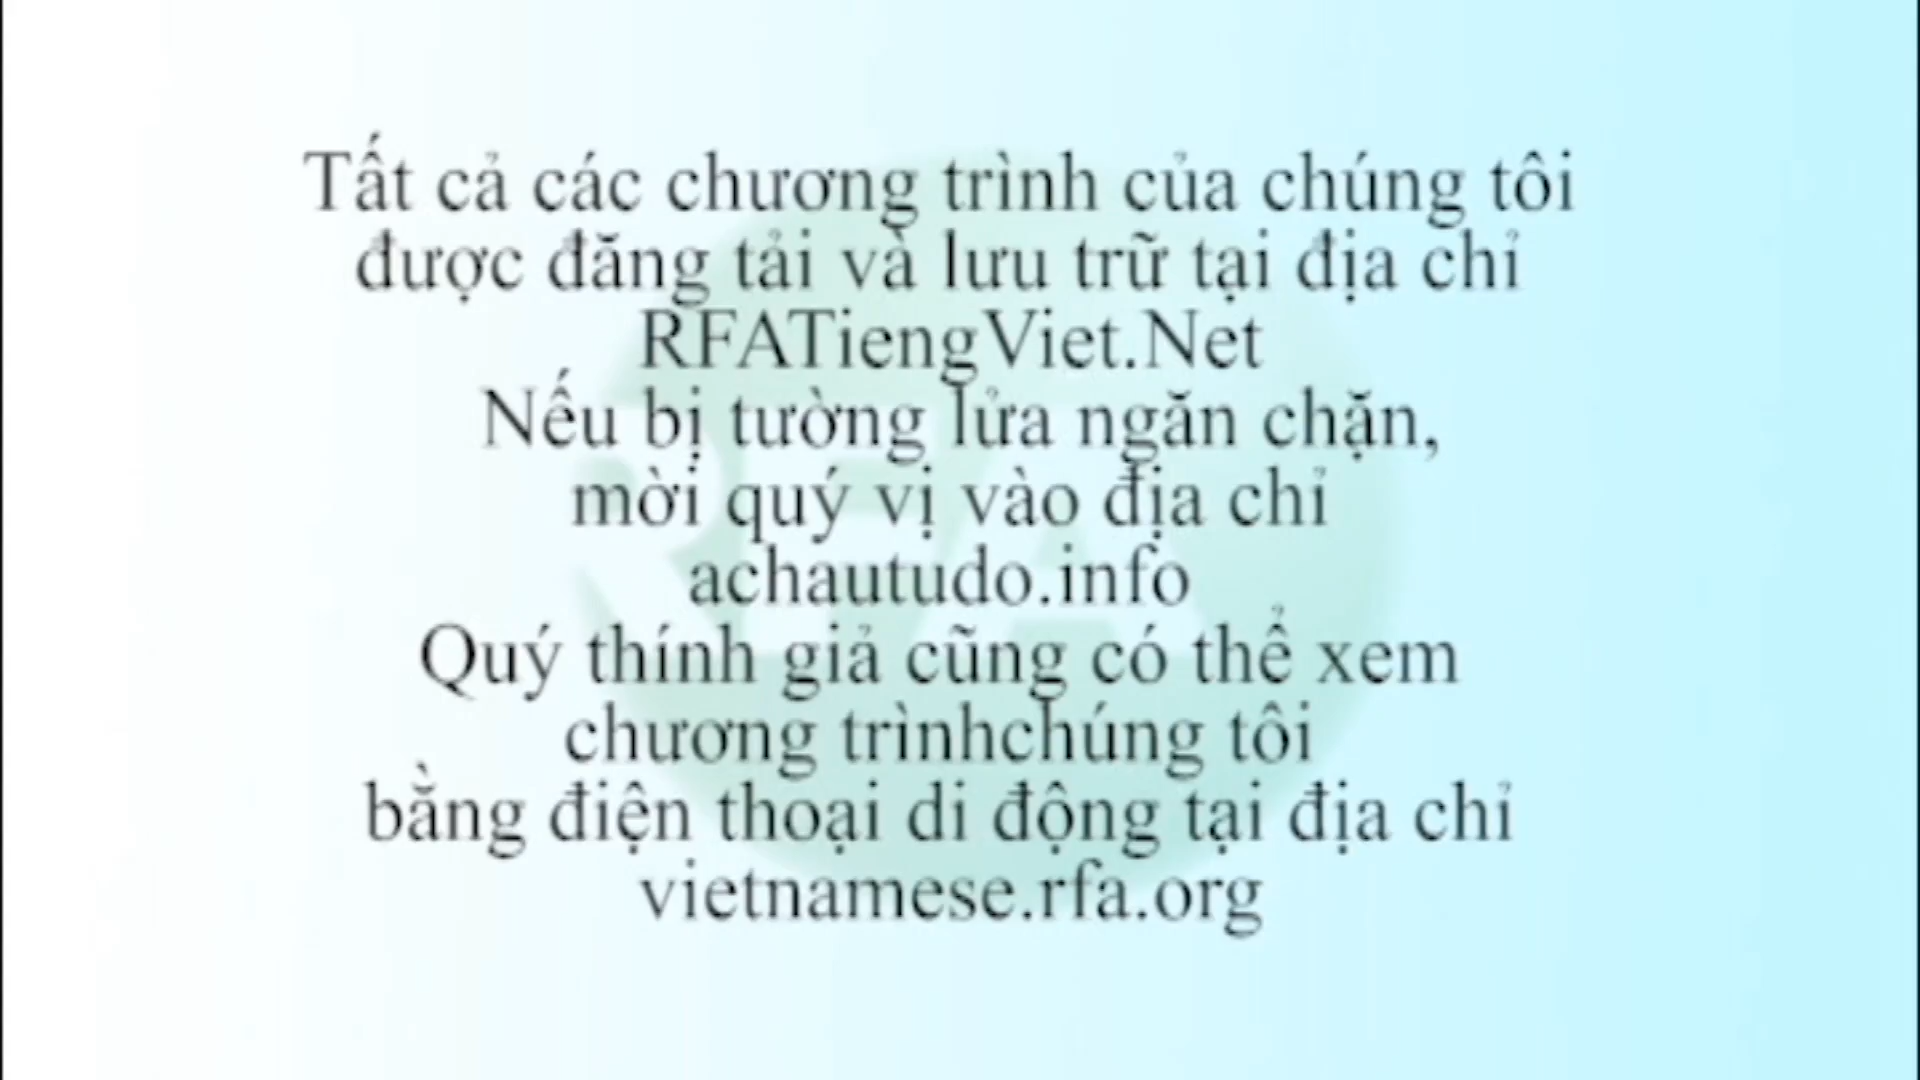 Tất cả các chương trình của chúng tôi
được đăng tải và lưu trữ tại địa chỉ
RFATiengViet.Net
Nếu bị tường lửa ngăn chặn,
mời quý vị vào địa chỉ
achautudo.info
Quý thính giả cũng có thể xem
chương trìnhchúng tôi
bằng điện thoại di động tại địa chỉ
vietnamese.rfa.org
RFA